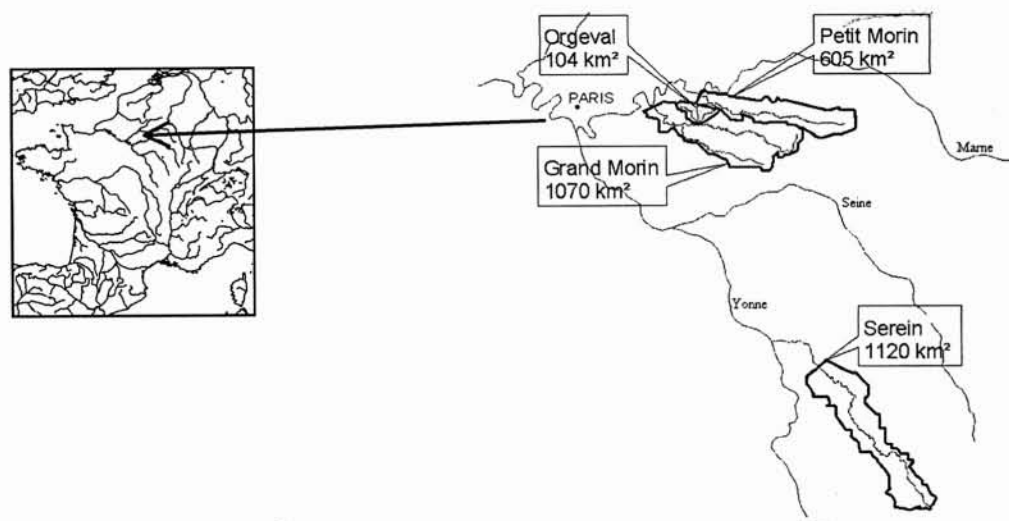 Orgeval
104 km²
Petit Morin
605 km²
PARIS
Marne
Grand Morin
1070 km²
Seine
Yonne
Serein
1120 km²